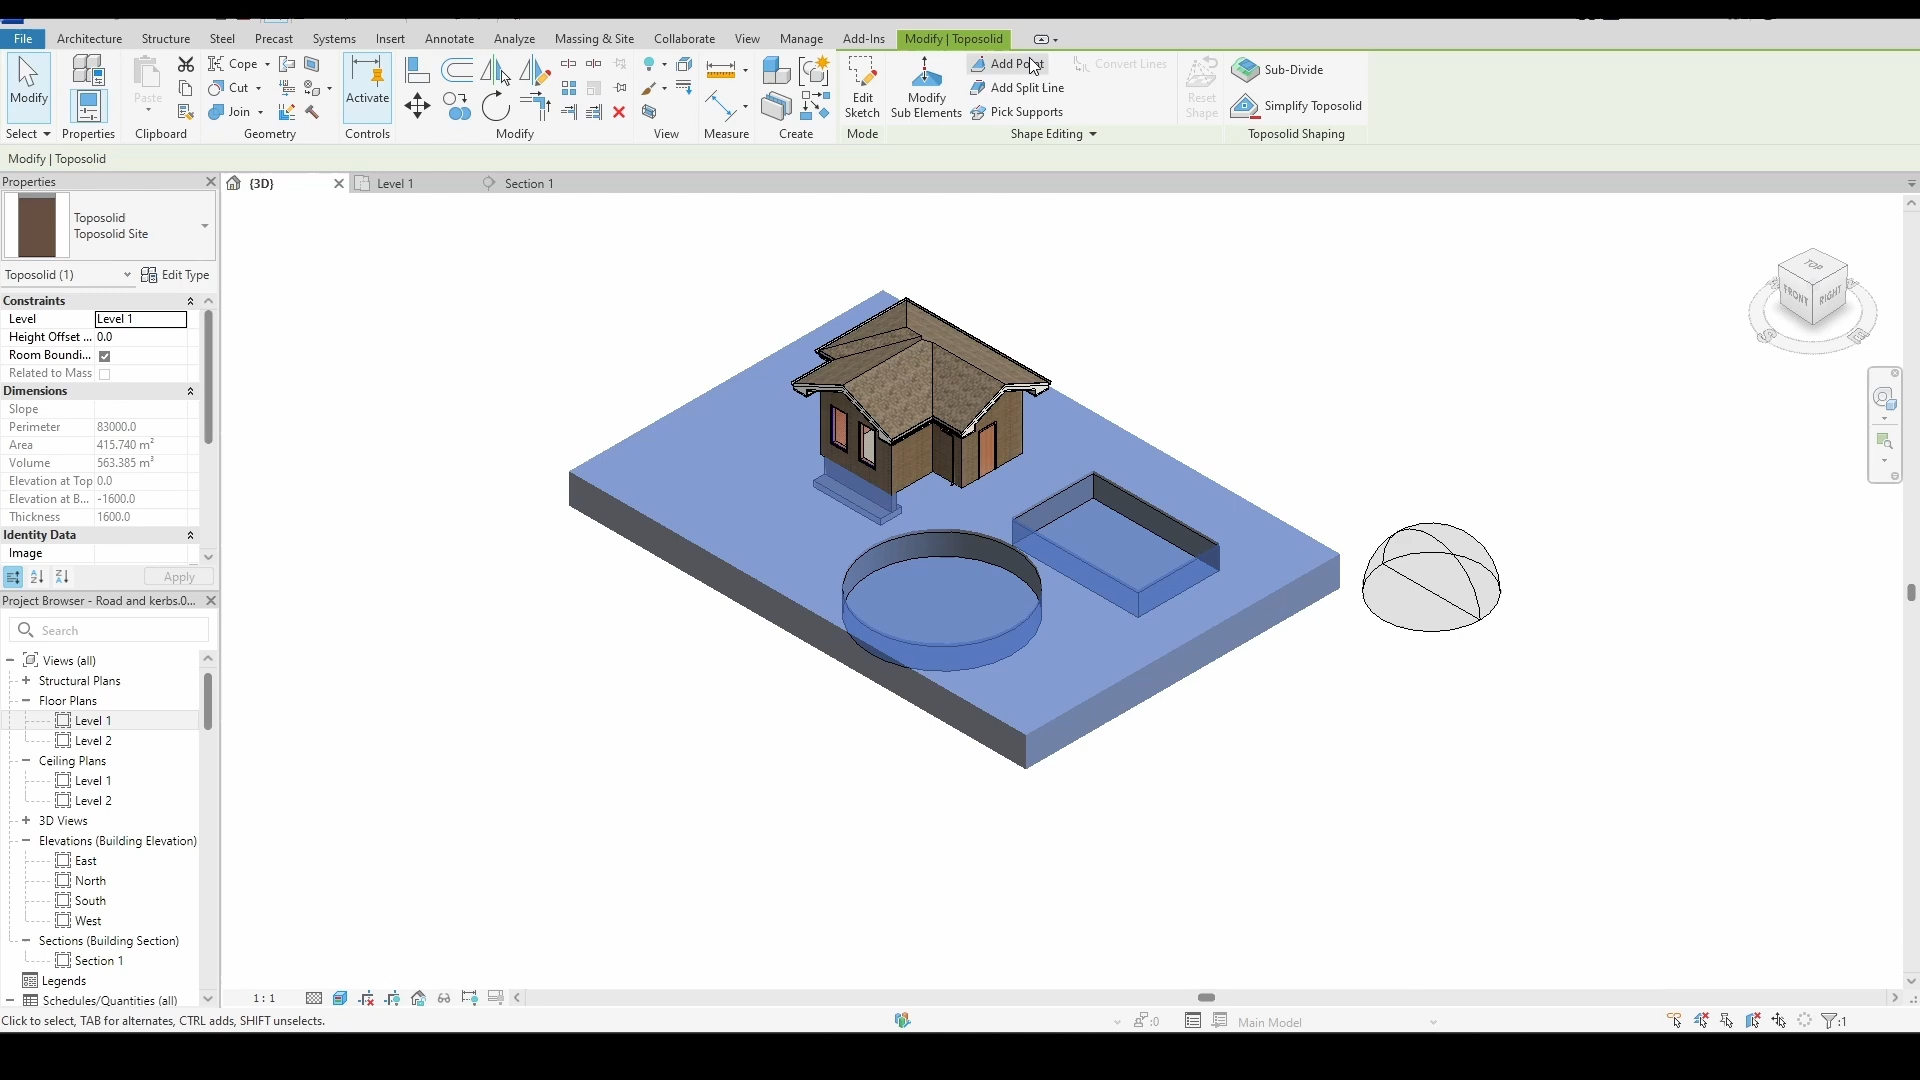 File Architecture Structure Steel Precast Systems Insert Annotate Analyze Massing & Site Collaborate View Manage Add-Ins Modify | Toposolid
Modify
Paste
Cope
Cut
Join
Activate
Edit Sketch
Modify Sub Elements
Add Point
Add Split Line
Pick Supports
Convert Lines
Reset Shape
Sub-Divide
Simplify Toposolid
Select Properties Clipboard Geometry Controls Modify View Measure Create Mode Shape Editing Toposolid Shaping
Modify | Toposolid
Properties
{3D} Level 1 Section 1
Toposolid
Toposolid Site
Toposolid (1) Edit Type
Constraints
Level Level 1
Height Offset ... 0.0
Room Boundi...
Related to Mass
Dimensions
Slope
Perimeter 83000.0
Area 415.740 m²
Volume 563.385 m³
Elevation at Top 0.0
Elevation at B... -1600.0
Thickness 1600.0
Identity Data
Image
Apply
Project Browser - Road and kerbs.0...
Search
Views (all)
Structural Plans
Floor Plans
Level 1
Level 2
Ceiling Plans
Level 1
Level 2
3D Views
Elevations (Building Elevation)
East
North
South
West
Sections (Building Section)
Section 1
Legends
Schedules/Quantities (all)
TOP
FRONT
RIGHT
S
E
1 : 1
Click to select, TAB for alternates, CTRL adds, SHIFT unselects.
:0
Main Model
:1